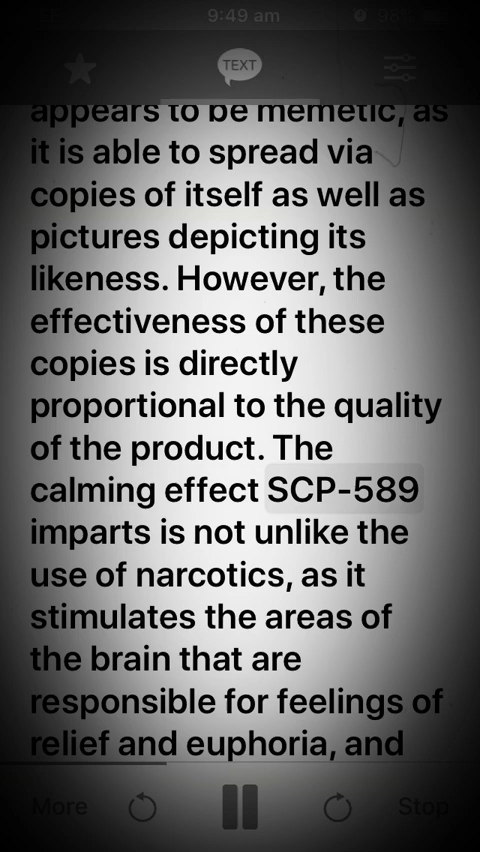 9:49 am
TEXT
appears to be memetic, as
it is able to spread via
copies of itself as well as
pictures depicting its
likeness. However, the
effectiveness of these
copies is directly
proportional to the quality
of the product. The
calming effect SCP-589
imparts is not unlike the
use of narcotics, as it
stimulates the areas of
the brain that are
responsible for feelings of
relief and euphoria, and
More
Stop